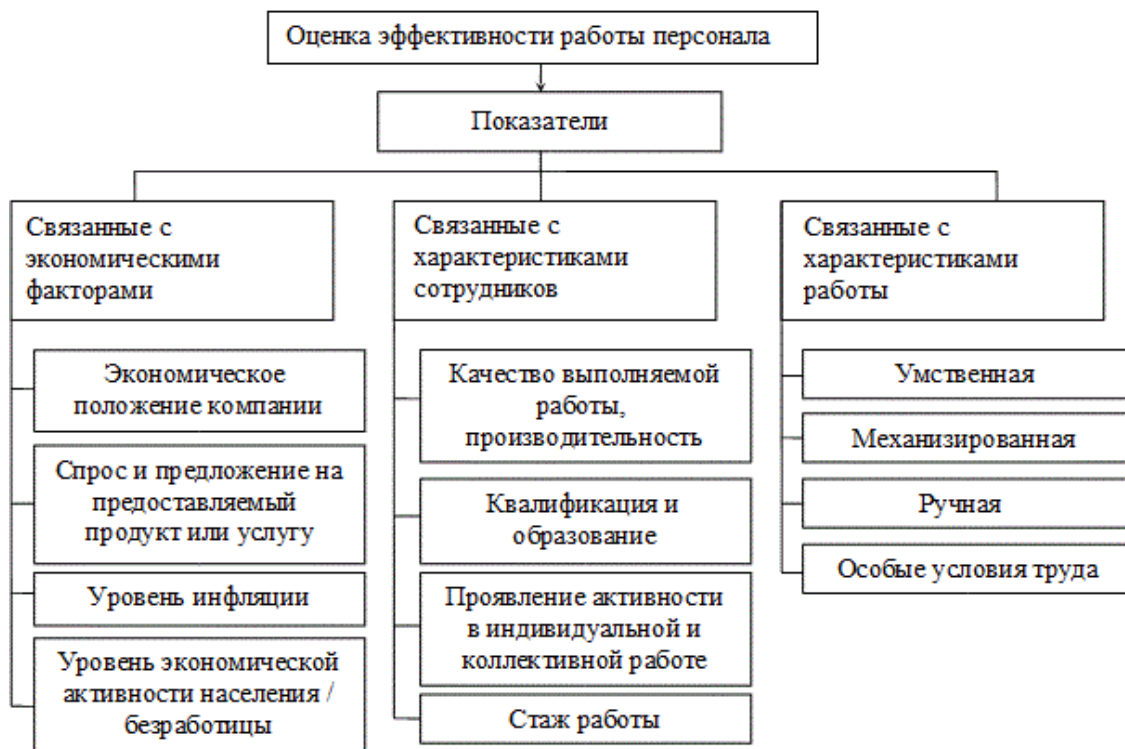 Оценка эффективности работы персонала
Показатели
Связанные с
экономическими
факторами
Экономическое
положение компании
Спрос и предложение на
предоставляемый
продукт или услугу
Уровень инфляции
Уровень экономической
активности населения /
безработицы
Связанные с
характеристиками
сотрудников
Качество выполняемой
работы,
производительность
Квалификация и
образование
Проявление активности
в индивидуальной и
коллективной работе
Стаж работы
Связанные с
характеристиками
работы
Умственная
Механизированная
Ручная
Особые условия труда